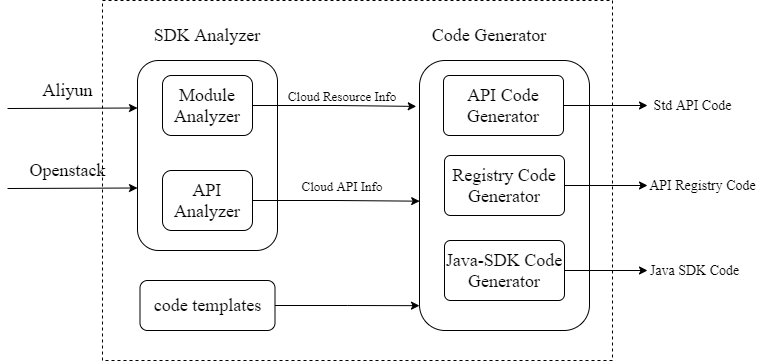 SDK Analyzer
Code Generator
Aliyun
Module
Analyzer
Cloud Resource Info
API Code
Generator
Std API Code
Openstack
API
Analyzer
Cloud API Info
Registry Code
Generator
API Registry Code
Java-SDK Code
Generator
Java SDK Code
code templates